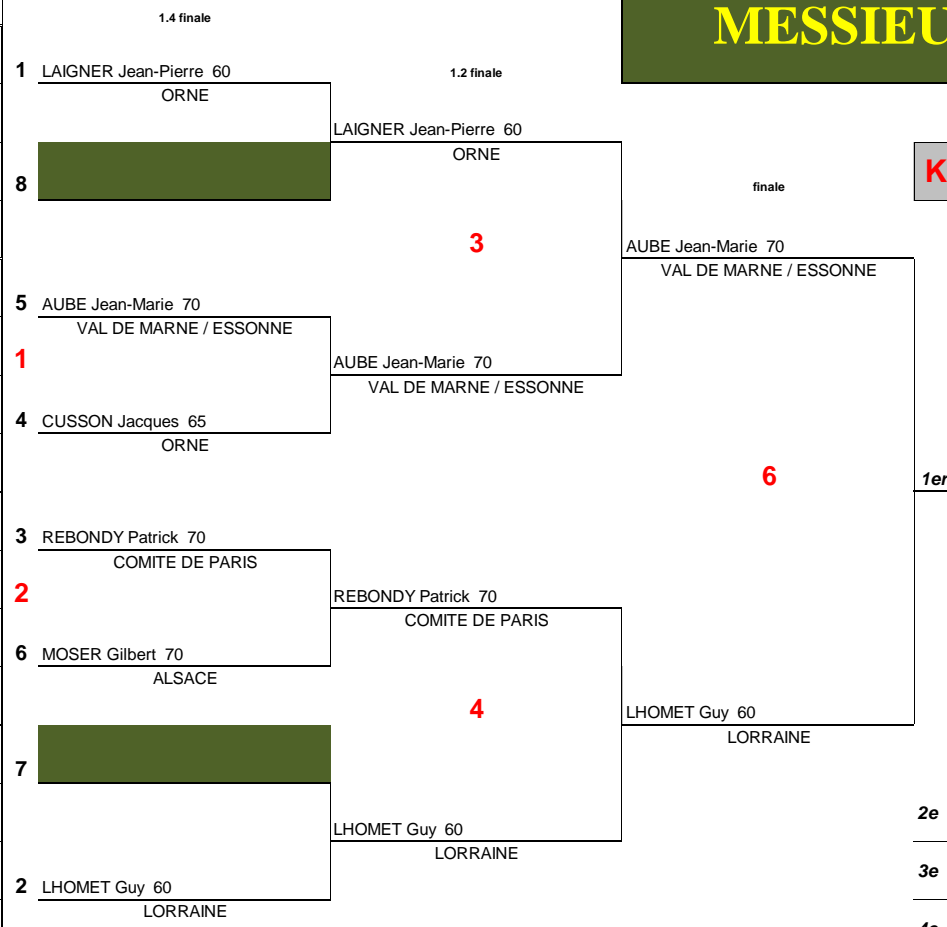 1.4 finale
MESSIEU
1 LAIGNER Jean-Pierre 60
ORNE
1.2 finale
LAIGNER Jean-Pierre 60
ORNE
8
finale
K
3
AUBE Jean-Marie 70
VAL DE MARNE / ESSONNE
5 AUBE Jean-Marie 70
VAL DE MARNE / ESSONNE
1
AUBE Jean-Marie 70
VAL DE MARNE / ESSONNE
4 CUSSON Jacques 65
ORNE
6
1er
3 REBONDY Patrick 70
COMITE DE PARIS
2
REBONDY Patrick 70
COMITE DE PARIS
6 MOSER Gilbert 70
ALSACE
4
LHOMET Guy 60
LORRAINE
7
2e
LHOMET Guy 60
LORRAINE
3e
2 LHOMET Guy 60
LORRAINE
4e